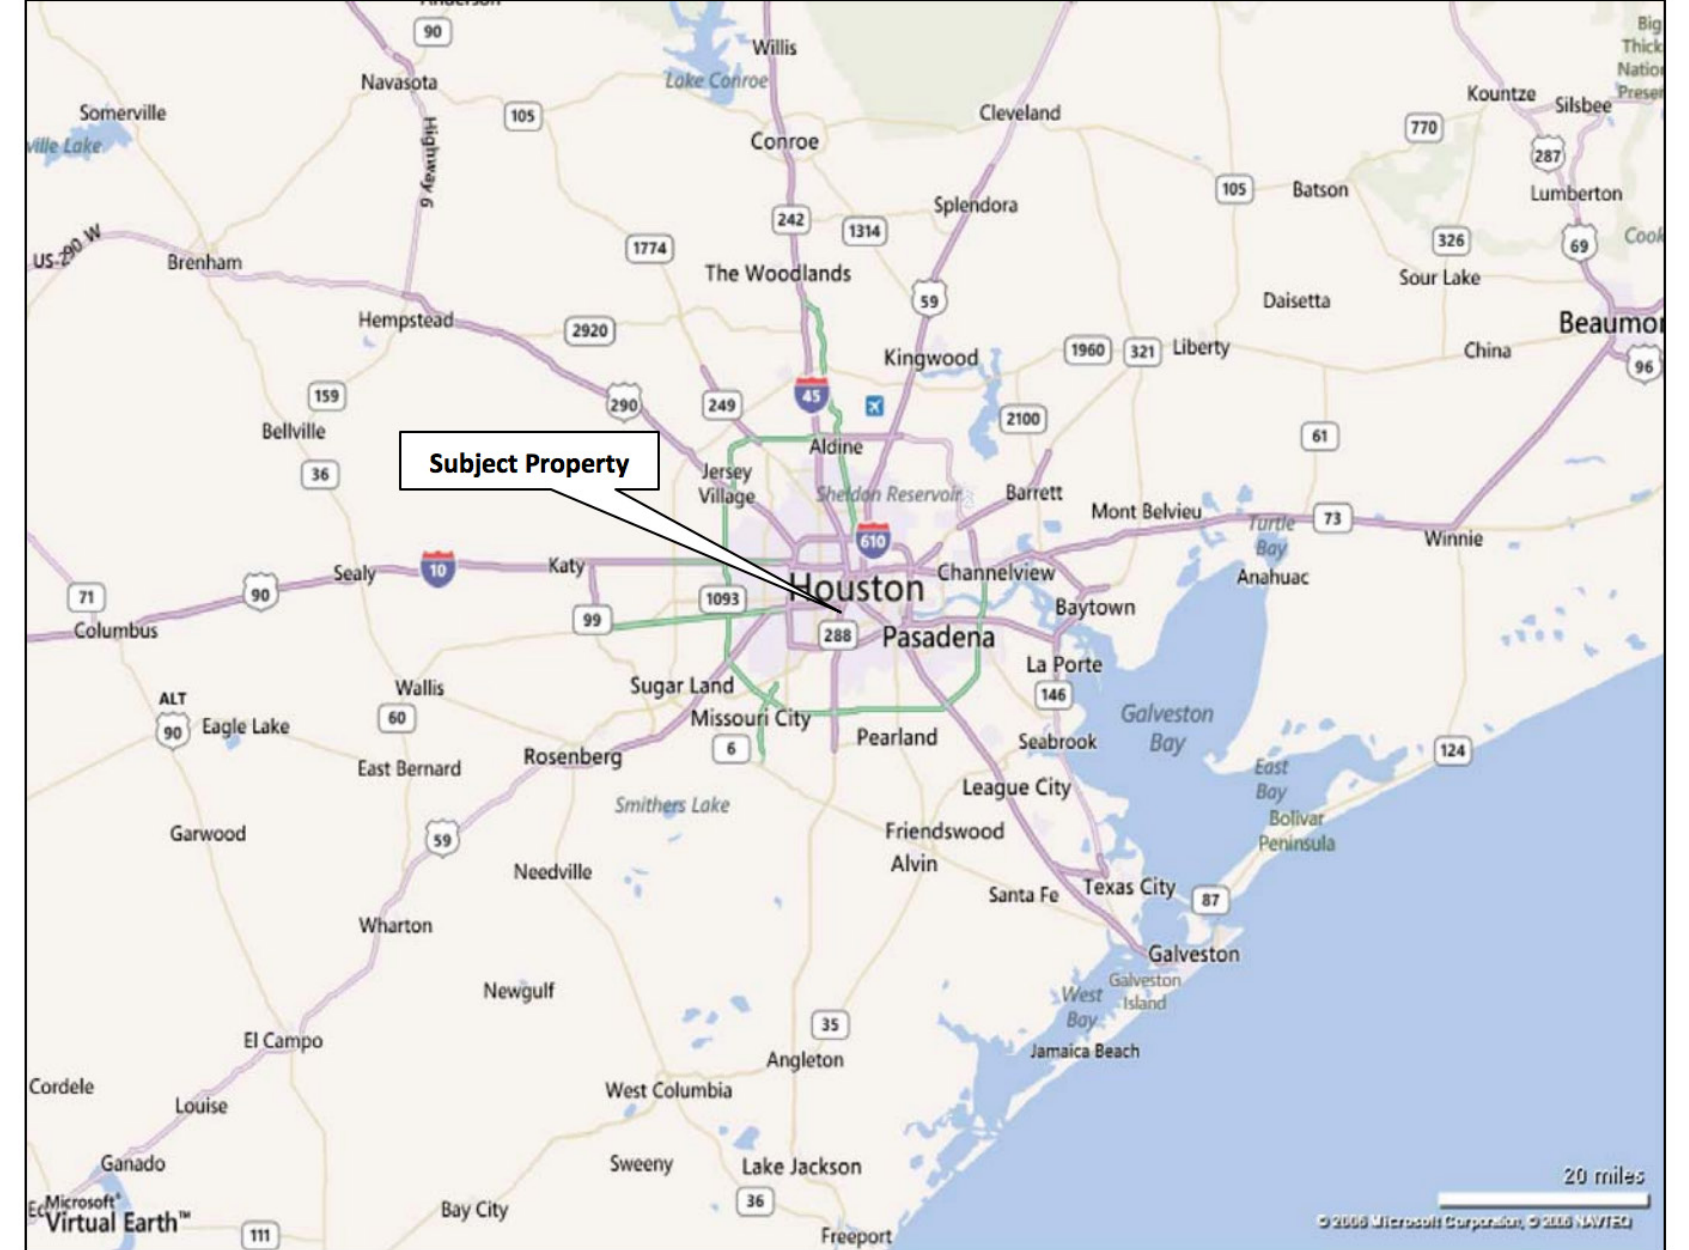 Anderson
90
Willis
Big
Thick
Natio
Preser
Navasota
Lake Conroe
Kountze
Silsbee
Somerville
105
Cleveland
770
ville Lake
Highway 6
Conroe
287
105
Batson
Lumberton
Splendora
242
1314
US-290 W
1774
326
69
Cook
Brenham
The Woodlands
Sour Lake
59
Daisetta
Hempstead
2920
Beaumo
Kingwood
1960
321
Liberty
China
96
159
290
249
45
2100
Bellville
61
Aldine
Subject Property
36
Jersey
Village
Sheldon Reservoir
Barrett
Mont Belvieu
Turtle
Bay
73
Winnie
610
Sealy
10
Katy
Channelview
Anahuac
71
90
1093
Houston
Baytown
99
Columbus
288
Pasadena
La Porte
Wallis
Sugar Land
146
ALT
90
Eagle Lake
60
Missouri City
Galveston
Bay
6
Pearland
Seabrook
124
Rosenberg
East Bernard
East
Bay
League City
Smithers Lake
Bolivar
Peninsula
Garwood
59
Friendswood
Needville
Alvin
Santa Fe
Texas City
87
Wharton
Galveston
Galveston
Island
Newgulf
West
Bay
35
El Campo
Jamaica Beach
Angleton
Cordele
West Columbia
Louise
Ganado
Sweeny
Lake Jackson
20 miles
36
Microsoft®
Virtual Earth™
Bay City
© 2006 Microsoft Corporation, © 2006 NAVTEQ
111
Freeport